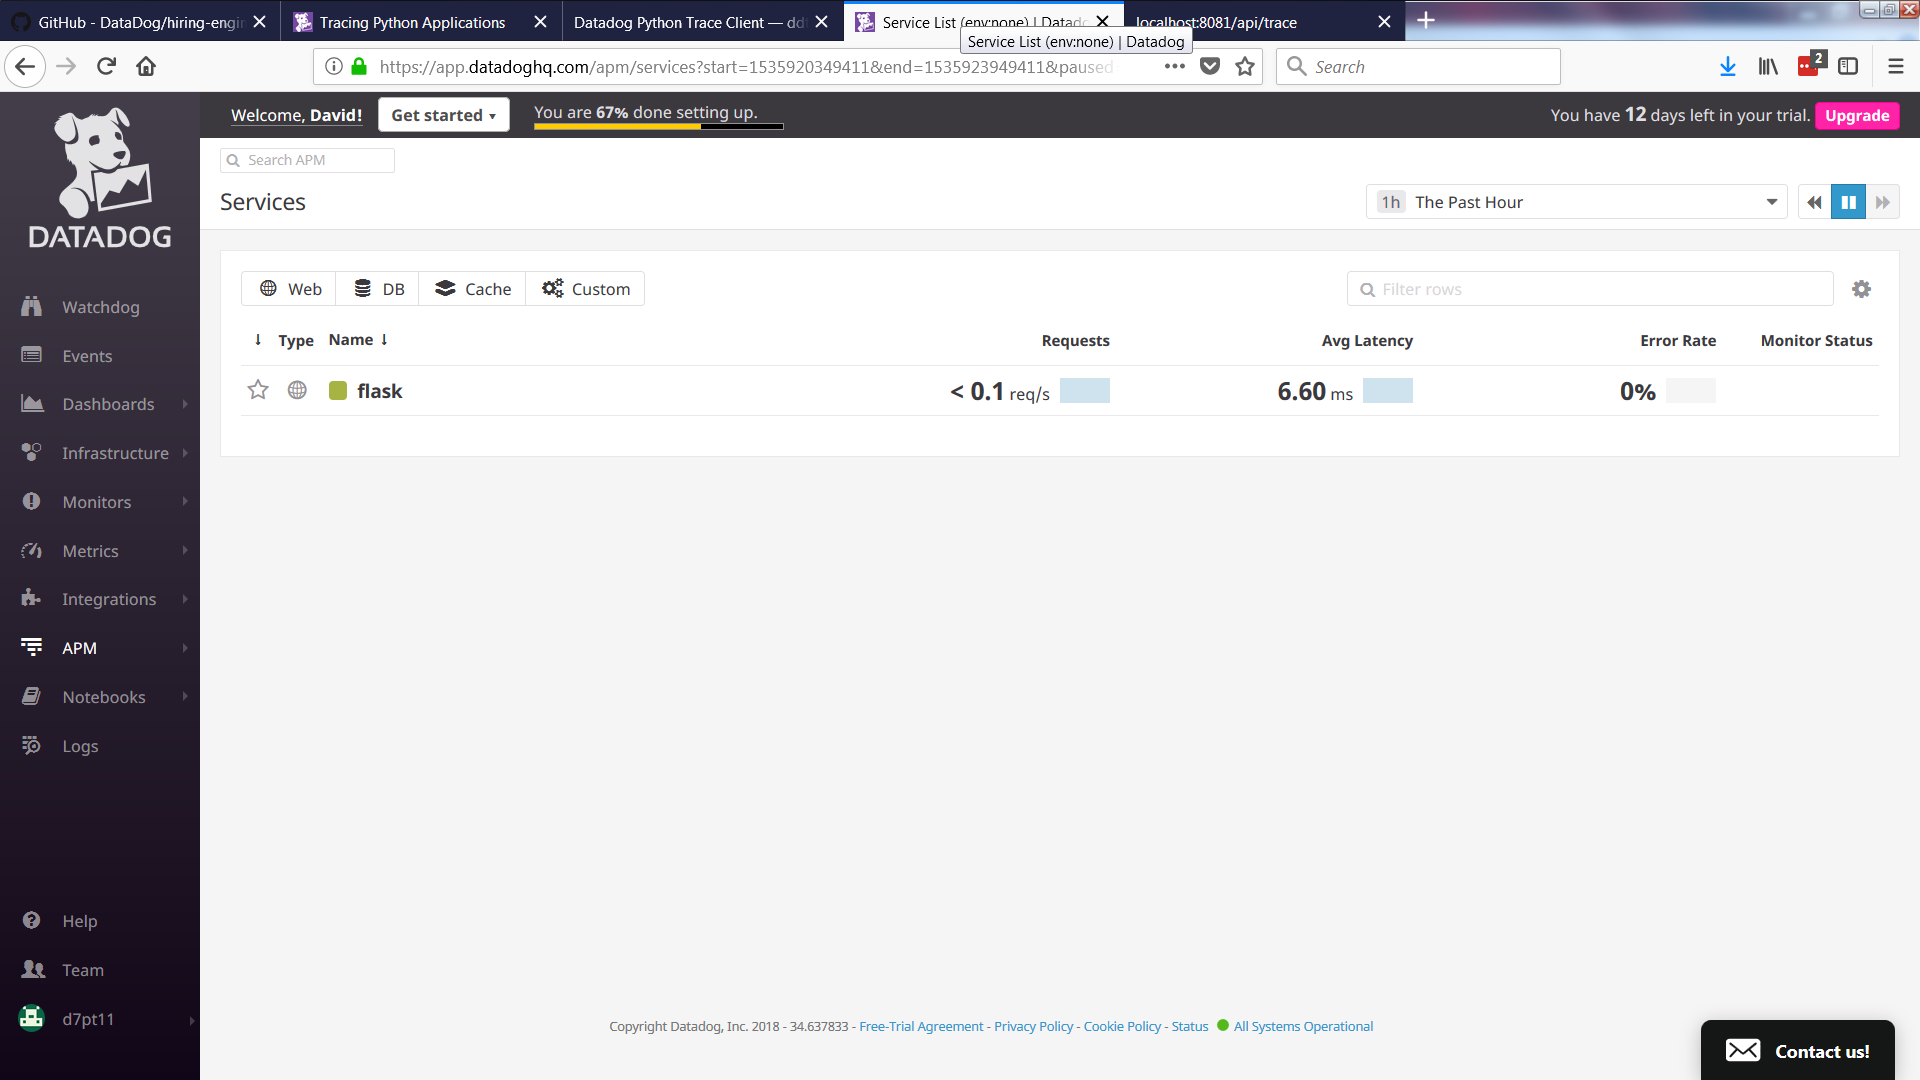 GitHub - DataDog/hiring-engin
Tracing Python Applications
Datadog Python Trace Client — dd
Service List (env:none) | Datado
localhost:8081/api/trace
Service List (env:none) | Datadog
https://app.datadoghq.com/apm/services?start=1535920349411&end=1535923949411&paused
Search
2
Welcome, David!
Get started
You are 67% done setting up.
You have 12 days left in your trial.
Upgrade
DATADOG
Search APM
Services
1h The Past Hour
Watchdog
Events
Dashboards
Infrastructure
Monitors
Metrics
Integrations
APM
Notebooks
Logs
Help
Team
d7pt11
Web
DB
Cache
Custom
Filter rows
Type Name Requests Avg Latency Error Rate Monitor Status
flask < 0.1 req/s 6.60 ms 0%
Copyright Datadog, Inc. 2018 - 34.637833 - Free-Trial Agreement - Privacy Policy - Cookie Policy - Status All Systems Operational
Contact us!